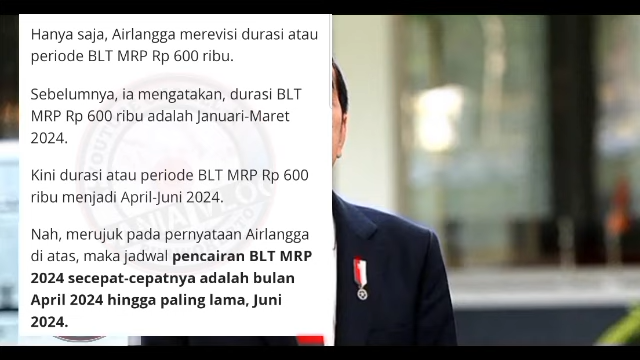 Hanya saja, Airlangga merevisi durasi atau
periode BLT MRP Rp 600 ribu.
Sebelumnya, ia mengatakan, durasi BLT
MRP Rp 600 ribu adalah Januari-Maret
2024.
Kini durasi atau periode BLT MRP Rp 600
ribu menjadi April-Juni 2024.
Nah, merujuk pada pernyataan Airlangga
di atas, maka jadwal pencairan BLT MRP
2024 secepat-cepatnya adalah bulan
April 2024 hingga paling lama, Juni
2024.